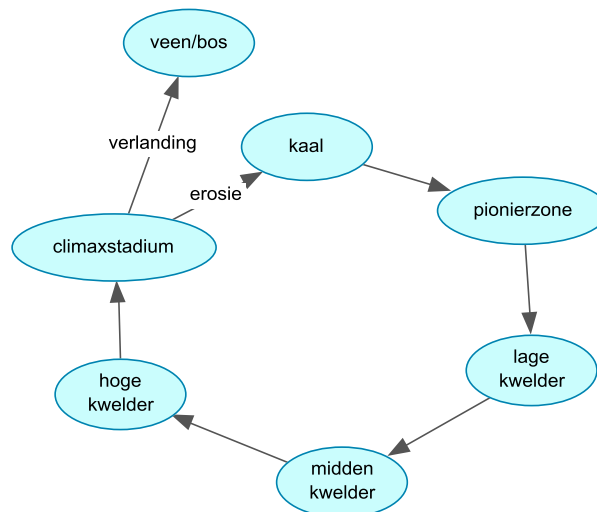 veen/bos
verlanding
kaal
erosie
pionierzone
climaxstadium
lage
kwelder
hoge
kwelder
midden
kwelder